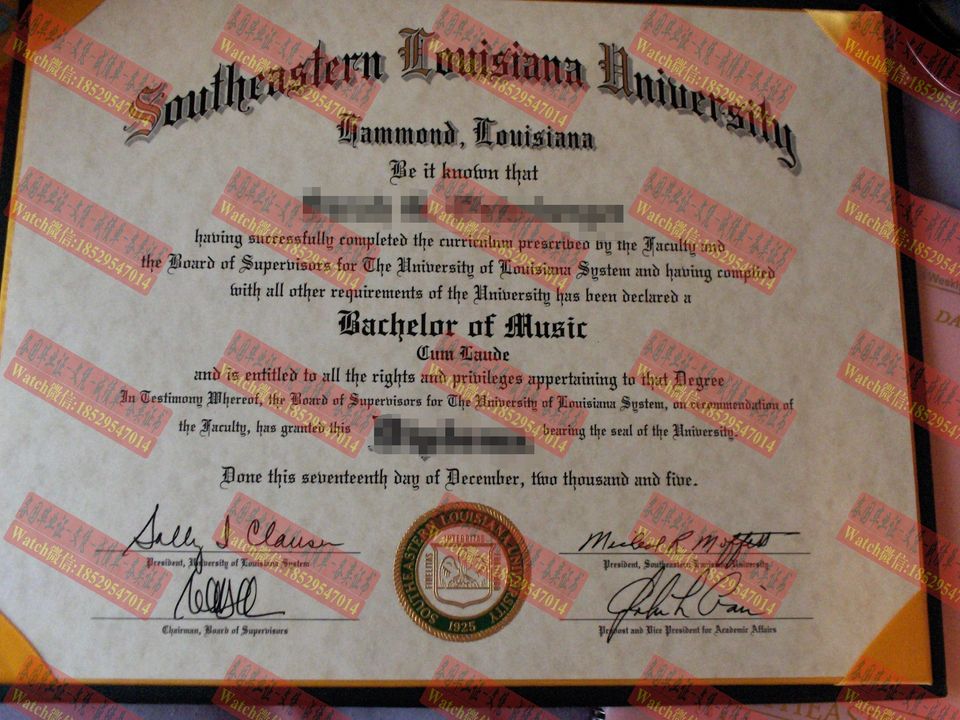 Southeastern Louisiana University
Hammond, Louisiana
Be it known that
having successfully completed the curriculum prescribed by the Faculty and
the Board of Supervisors for The University of Louisiana System and having complied
with all other requirements of the University has been declared a
Bachelor of Music
Cum Laude
and is entitled to all the rights and privileges appertaining to that Degree
In Testimony Whereof, the Board of Supervisors for The University of Louisiana System, on recommendation of
the Faculty, has granted this bearing the seal of the University.
Done this seventeenth day of December, two thousand and five.
Sally I Clausen
President, University of Louisiana System
Chairman, Board of Supervisors
SOUTHEASTERN LOUISIANA UNIVERSITY
INTEGRITAS
FIDELITAS
1925
President, Southeastern Louisiana University
Provost and Vice President for Academic Affairs
Watch微信:18529547014